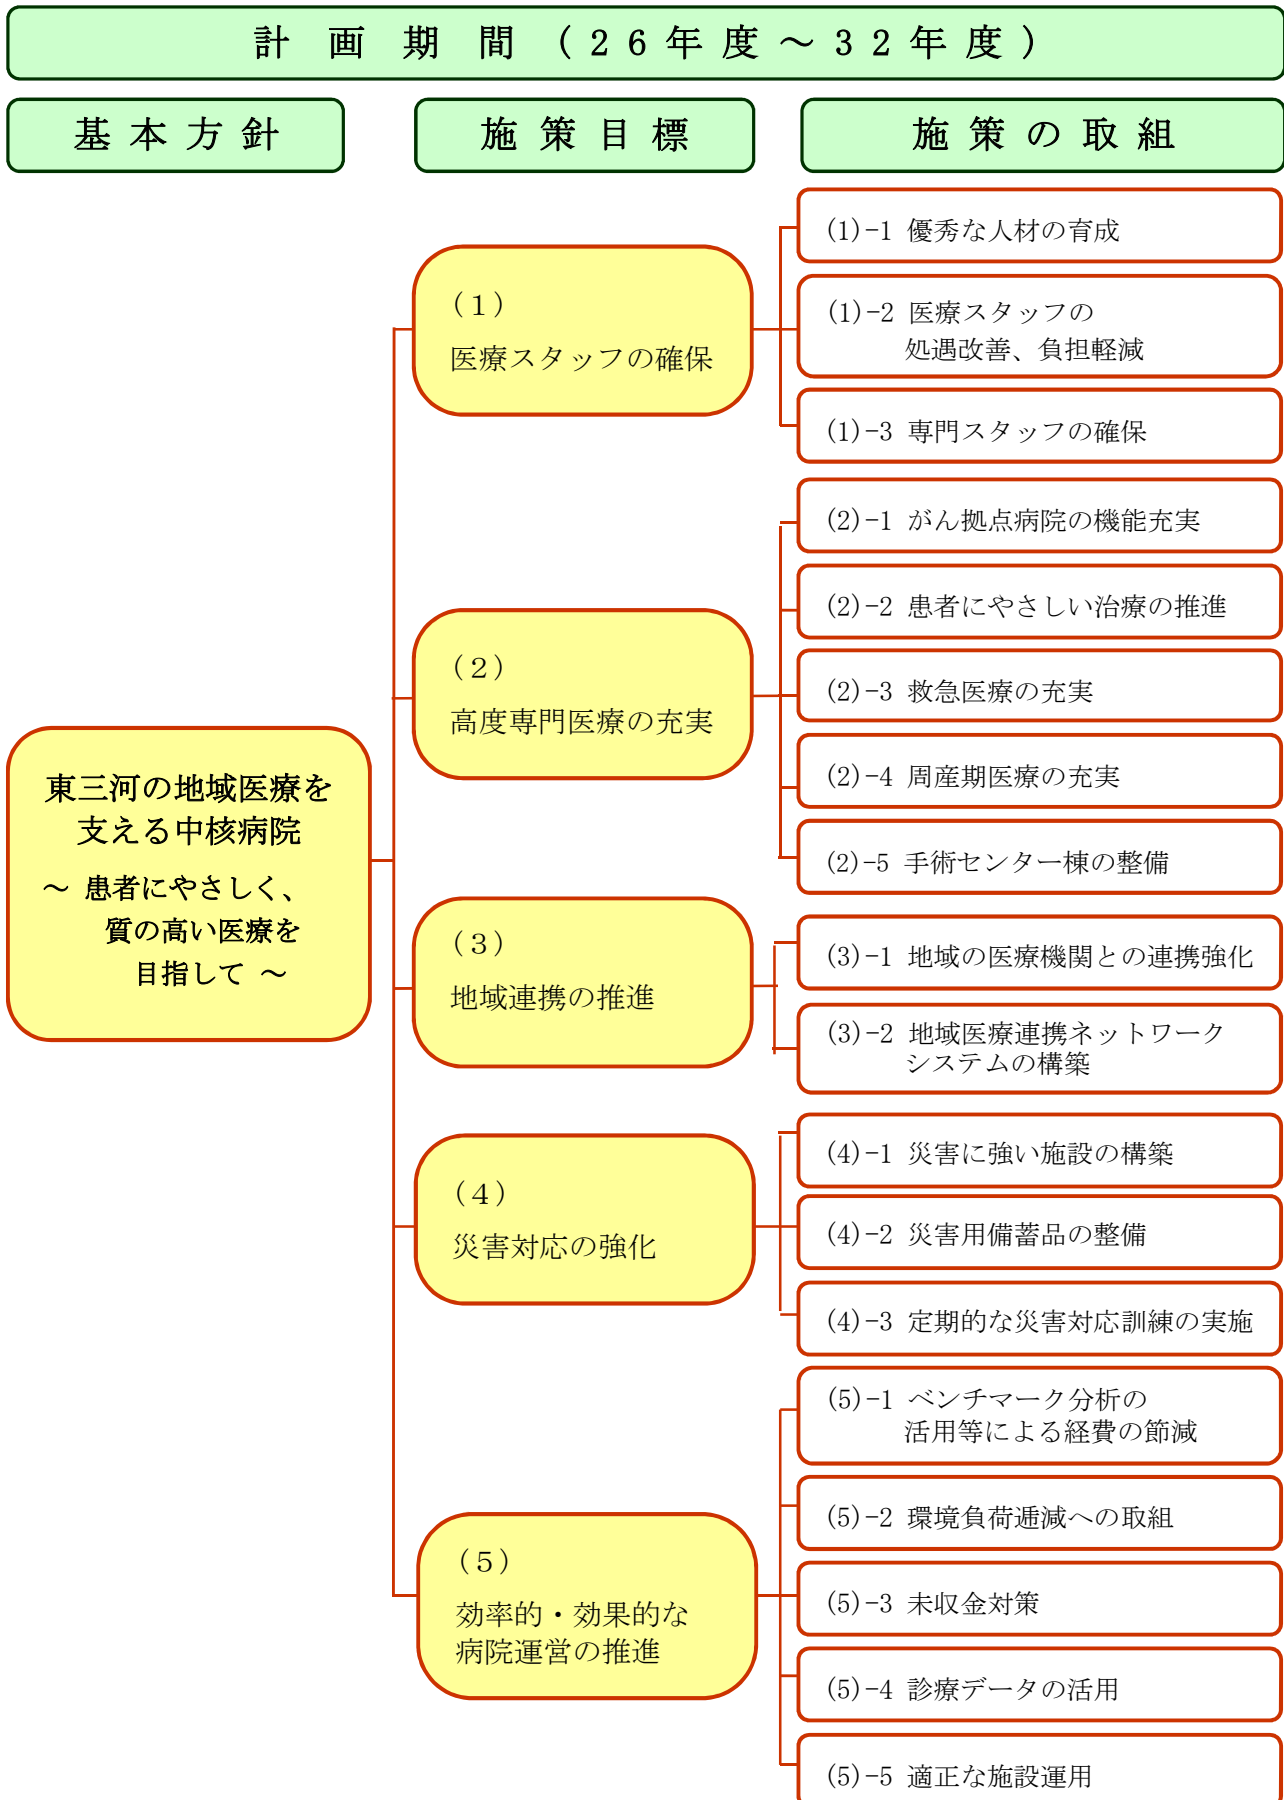 計画期間（26年度～32年度）
基本方針
施策目標
施策の取組
東三河の地域医療を
支える中核病院
～ 患者にやさしく、
質の高い医療を
目指して ～
（１）
医療スタッフの確保
(1)-1 優秀な人材の育成
(1)-2 医療スタッフの
処遇改善、負担軽減
(1)-3 専門スタッフの確保
（２）
高度専門医療の充実
(2)-1 がん拠点病院の機能充実
(2)-2 患者にやさしい治療の推進
(2)-3 救急医療の充実
(2)-4 周産期医療の充実
(2)-5 手術センター棟の整備
（３）
地域連携の推進
(3)-1 地域の医療機関との連携強化
(3)-2 地域医療連携ネットワーク
システムの構築
（４）
災害対応の強化
(4)-1 災害に強い施設の構築
(4)-2 災害用備蓄品の整備
(4)-3 定期的な災害対応訓練の実施
（５）
効率的・効果的な
病院運営の推進
(5)-1 ベンチマーク分析の
活用等による経費の節減
(5)-2 環境負荷逓減への取組
(5)-3 未収金対策
(5)-4 診療データの活用
(5)-5 適正な施設運用